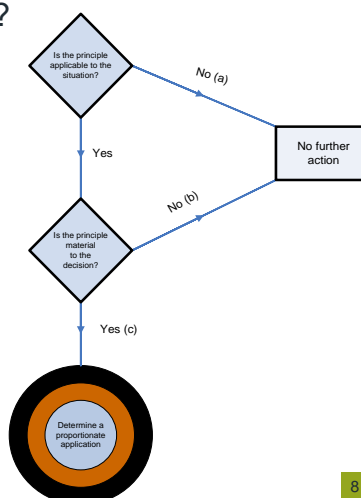 ?
Is the principle
applicable to the
situation?
No (a)
No further
action
Yes
No (b)
Is the principle
material
to the
decision?
Yes (c)
Determine a
proportionate
application
8